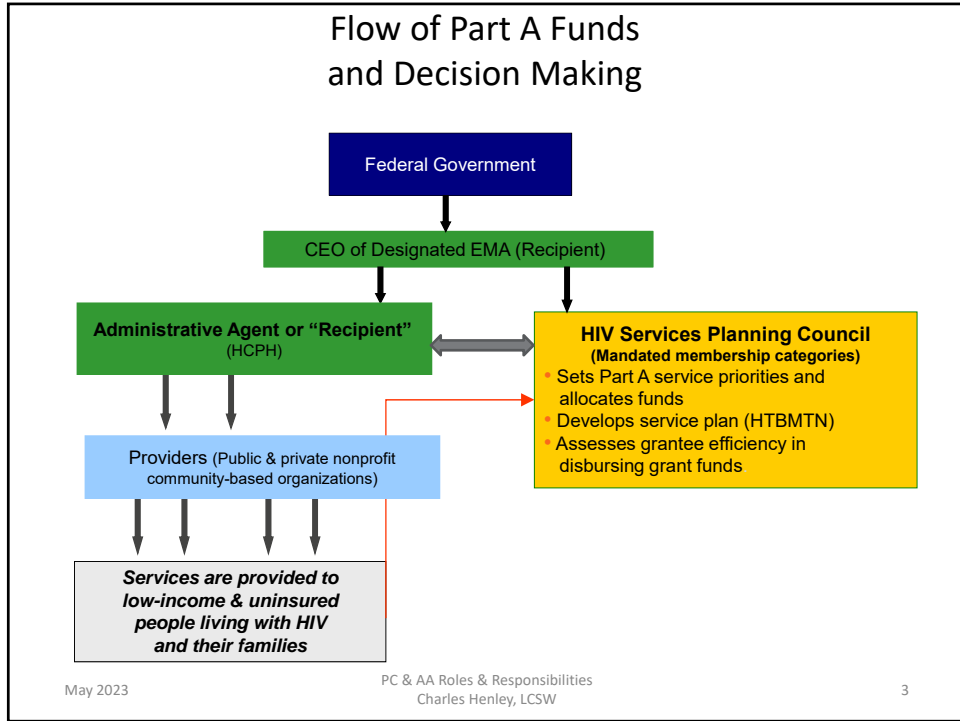 Flow of Part A Funds
and Decision Making
Federal Government
CEO of Designated EMA (Recipient)
Administrative Agent or “Recipient”
(HCPH)
HIV Services Planning Council
(Mandated membership categories)
• Sets Part A service priorities and
allocates funds
• Develops service plan (HTBMTN)
• Assesses grantee efficiency in
disbursing grant funds
Providers (Public & private nonprofit
community-based organizations)
Services are provided to
low-income & uninsured
people living with HIV
and their families
May 2023
PC & AA Roles & Responsibilities
Charles Henley, LCSW
3